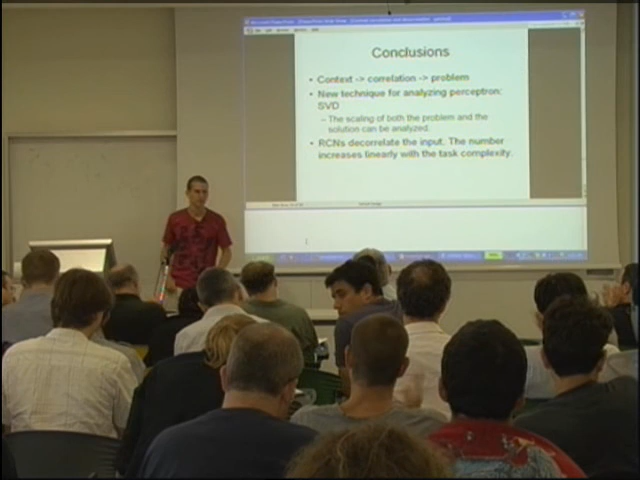 Conclusions
• Context -> correlation -> problem
• New technique for analyzing perceptron:
SVD
– The scaling of both the problem and the
solution can be analyzed.
• RCNs decorrelate the input. The number
increases linearly with the task complexity.